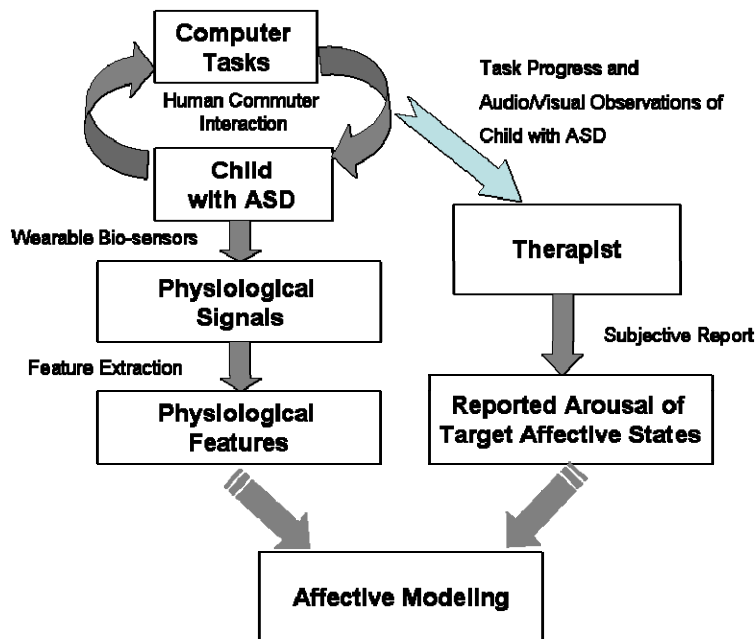 Computer
Tasks
Human Commuter
Interaction
Task Progress and
Audio/Visual Observations of
Child with ASD
Child
with ASD
Wearable Bio-sensors
Therapist
Physiological
Signals
Subjective Report
Feature Extraction
Physiological
Features
Reported Arousal of
Target Affective States
Affective Modeling